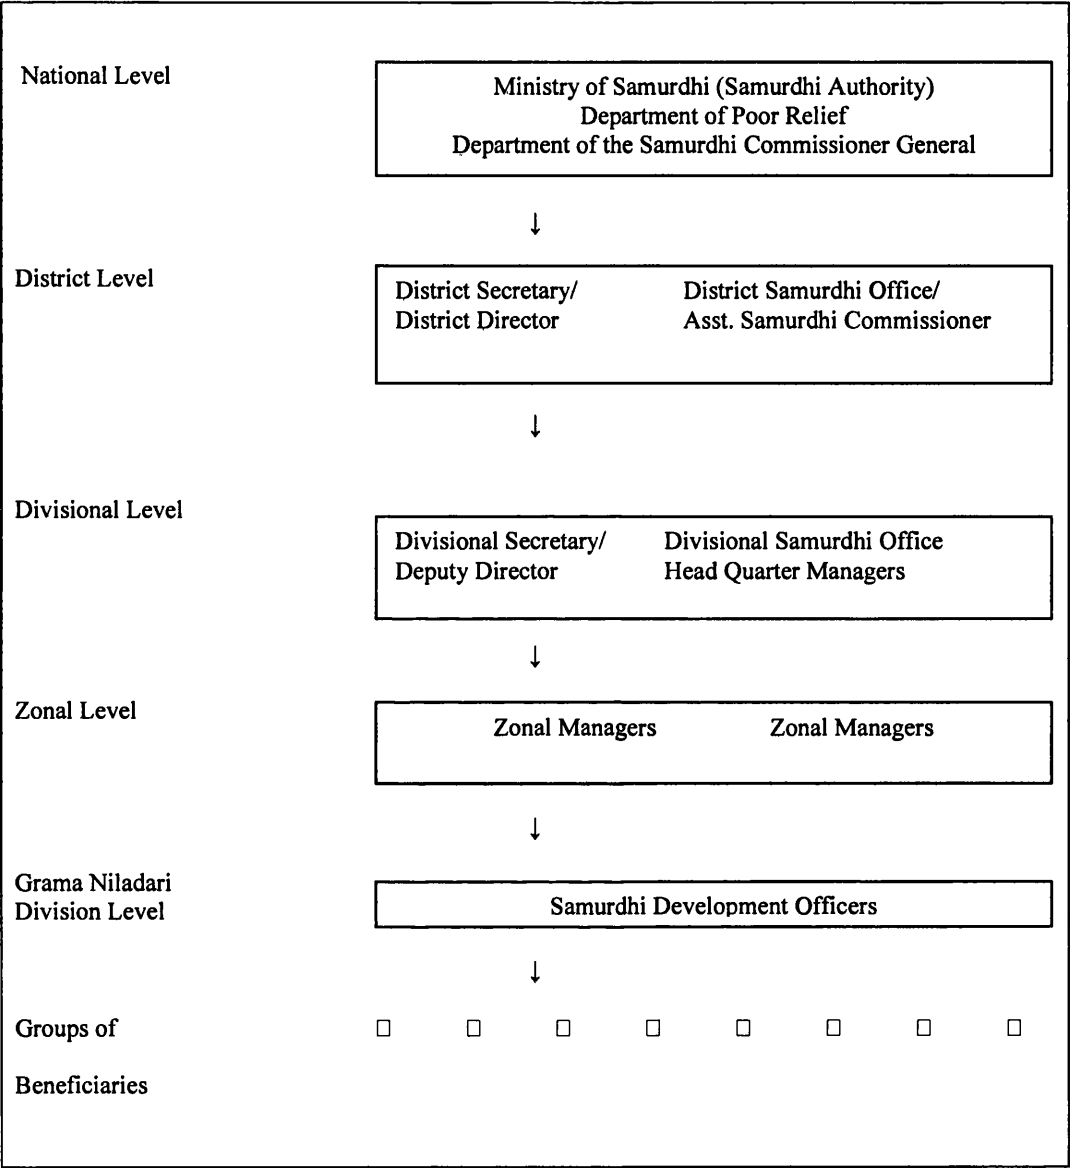 National Level
Ministry of Samurdhi (Samurdhi Authority)
Department of Poor Relief
Department of the Samurdhi Commissioner General
↓
District Level
District Secretary/ District Samurdhi Office/
District Director Asst. Samurdhi Commissioner
↓
Divisional Level
Divisional Secretary/ Divisional Samurdhi Office
Deputy Director Head Quarter Managers
↓
Zonal Level
Zonal Managers Zonal Managers
↓
Grama Niladari
Division Level
Samurdhi Development Officers
↓
Groups of
Beneficiaries